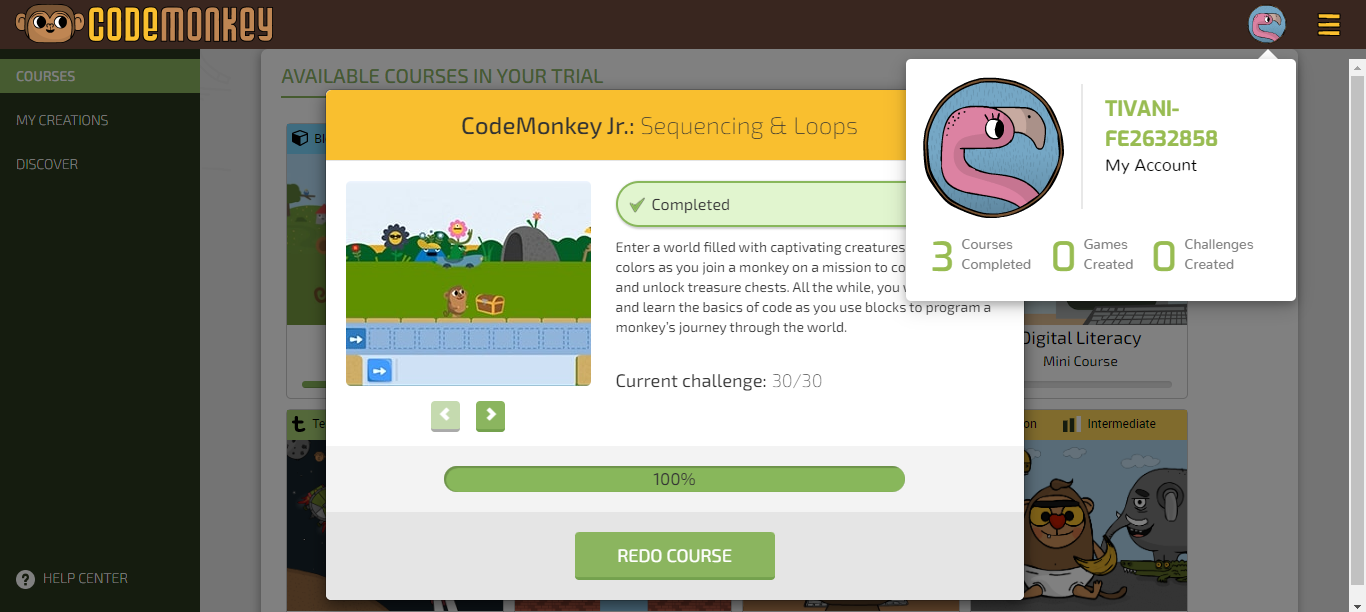 CODEMONKEY
COURSES
MY CREATIONS
DISCOVER
HELP CENTER
AVAILABLE COURSES IN YOUR TRIAL
CodeMonkey Jr.: Sequencing & Loops
Completed
Enter a world filled with captivating creatures
colors as you join a monkey on a mission to co
and unlock treasure chests. All the while, you
and learn the basics of code as you use blocks to program a
monkey's journey through the world.
Current challenge: 30/30
100%
REDO COURSE
TIVANI-
FE2632858
My Account
3 Courses Completed
0 Games Created
0 Challenges Created
Digital Literacy
Mini Course
Intermediate